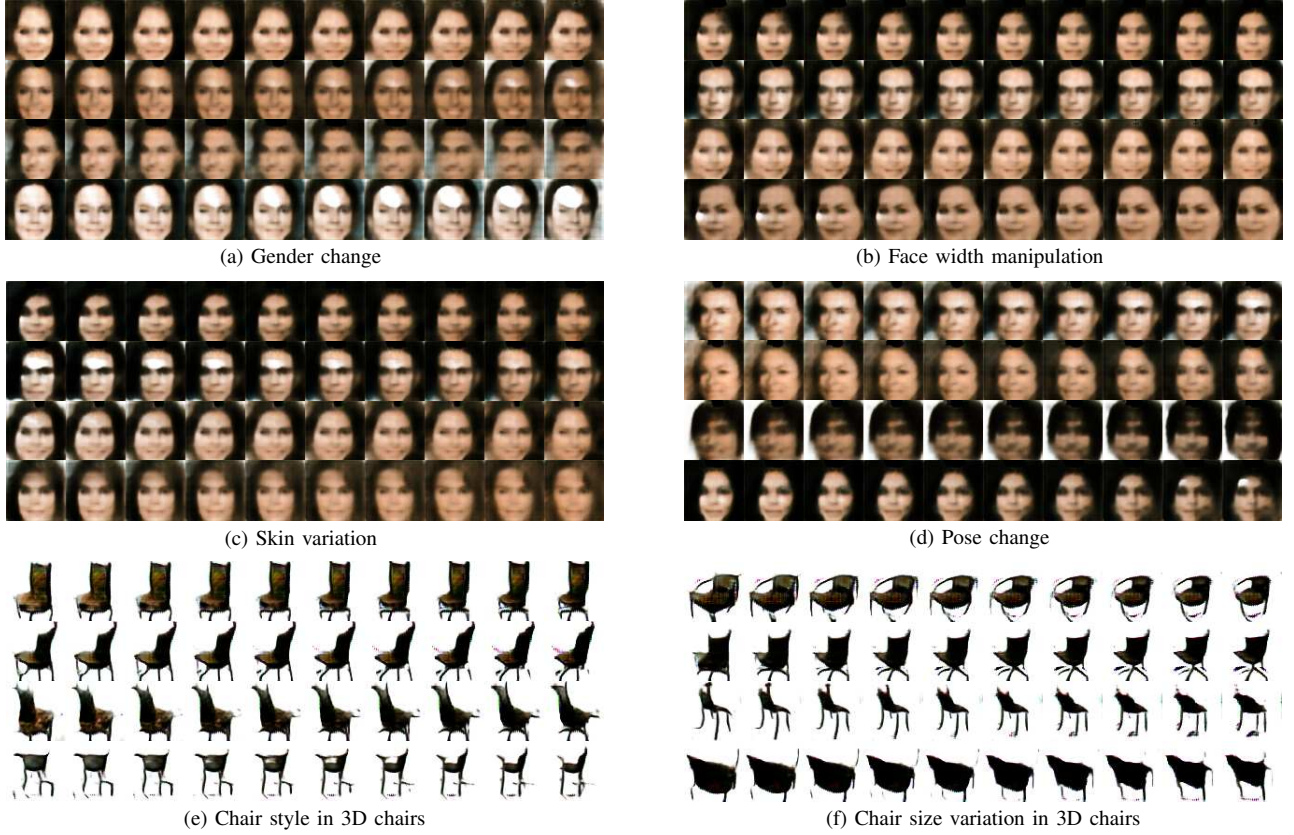 (a) Gender change
(b) Face width manipulation
(c) Skin variation
(d) Pose change
(e) Chair style in 3D chairs
(f) Chair size variation in 3D chairs